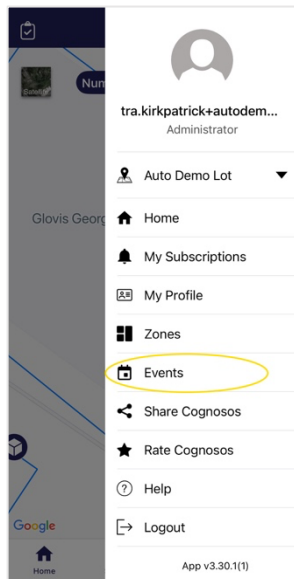 Satellite
Num
tra.kirkpatrick+autodem...
Administrator
Auto Demo Lot
Glovis Georg
Home
My Subscriptions
My Profile
Zones
Events
Share Cognosos
Rate Cognosos
Help
Logout
Google
Home
App v3.30.1(1)